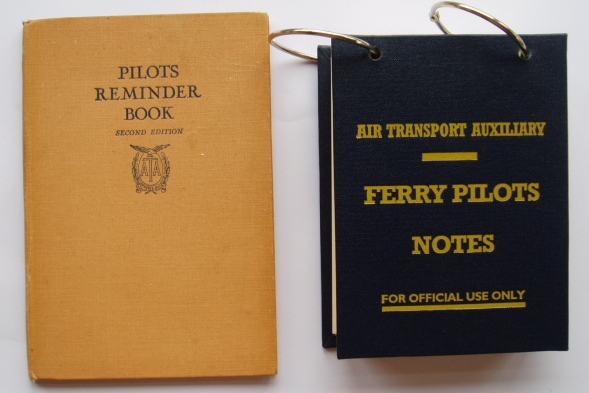 PILOTS
REMINDER
BOOK
SECOND EDITION
ATA
AIR TRANSPORT AUXILIARY
FERRY PILOTS
NOTES
FOR OFFICIAL USE ONLY